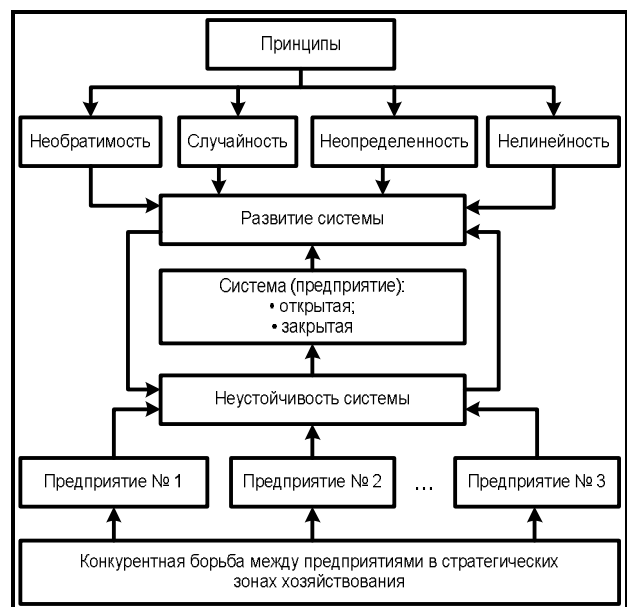 Принципы
Необратимость
Случайность
Неопределенность
Нелинейность
Развитие системы
Система (предприятие):
• открытая;
• закрытая
Неустойчивость системы
Предприятие № 1
Предприятие № 2
...
Предприятие № 3
Конкурентная борьба между предприятиями в стратегических
зонах хозяйствования